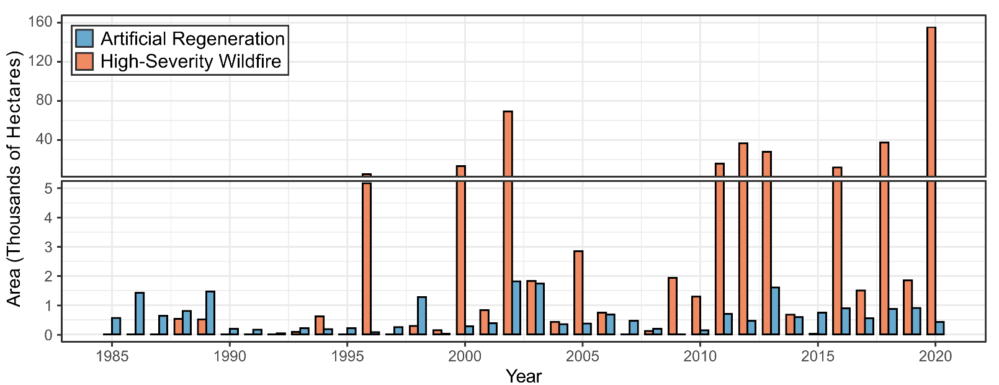 160
120
80
40
Artificial Regeneration
High-Severity Wildfire
Area (Thousands of Hectares)
5
4
3
2
1
0
1985 1990 1995 2000 2005 2010 2015 2020
Year